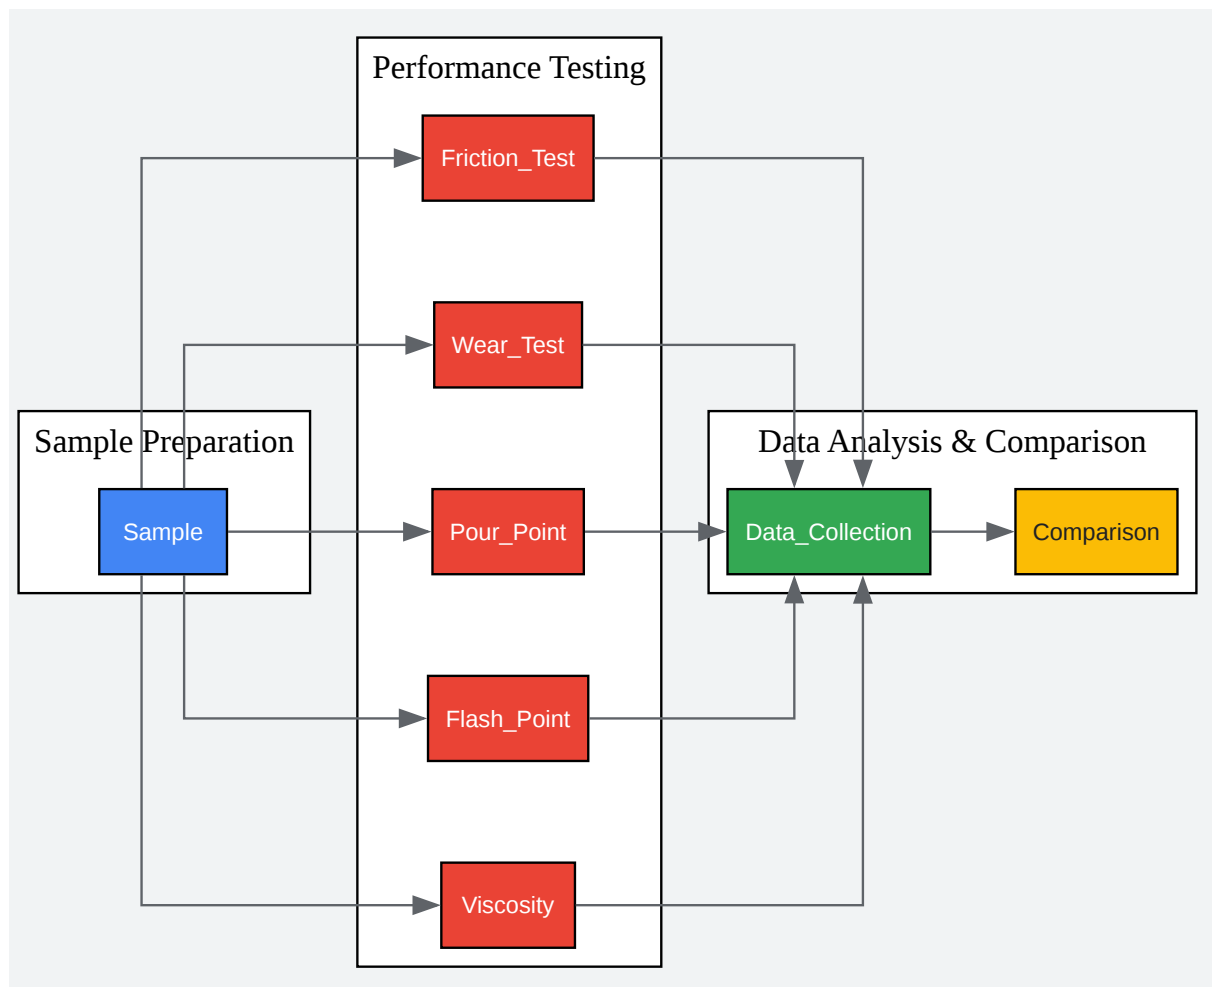 Performance Testing
Friction_Test
Wear_Test
Sample Preparation
Data Analysis & Comparison
Sample
Pour_Point
Data_Collection
Comparison
Flash_Point
Viscosity